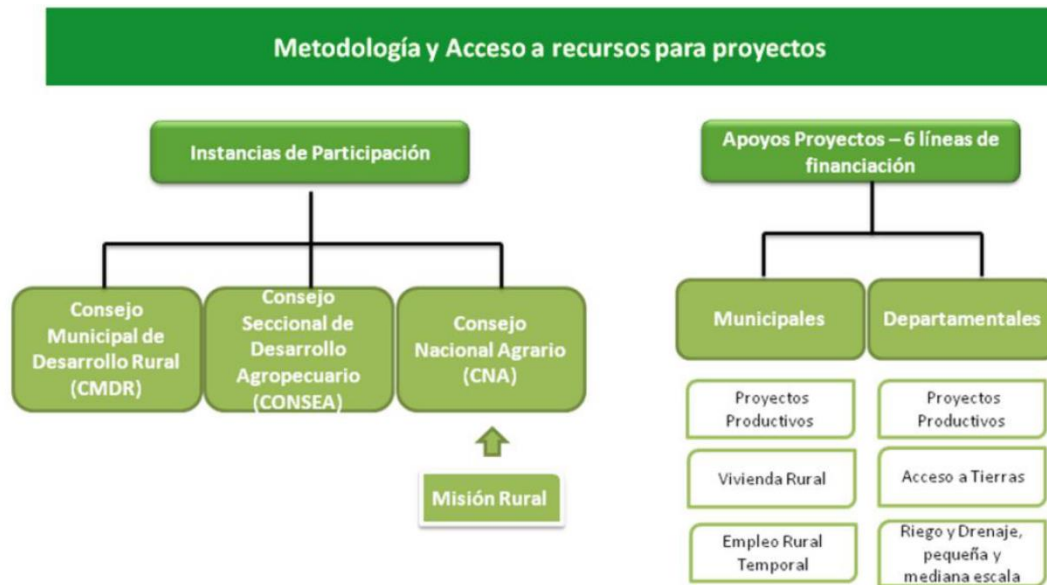 Metodología y Acceso a recursos para proyectos
Instancias de Participación
Consejo
Municipal de
Desarrollo Rural
(CMDR)
Consejo
Seccional de
Desarrollo
Agropecuario
(CONSEA)
Consejo
Nacional Agrario
(CNA)
Misión Rural
Apoyos Proyectos – 6 líneas de
financiación
Municipales
Proyectos
Productivos
Vivienda Rural
Empleo Rural
Temporal
Departamentales
Proyectos
Productivos
Acceso a Tierras
Riego y Drenaje,
pequeña y
mediana escala